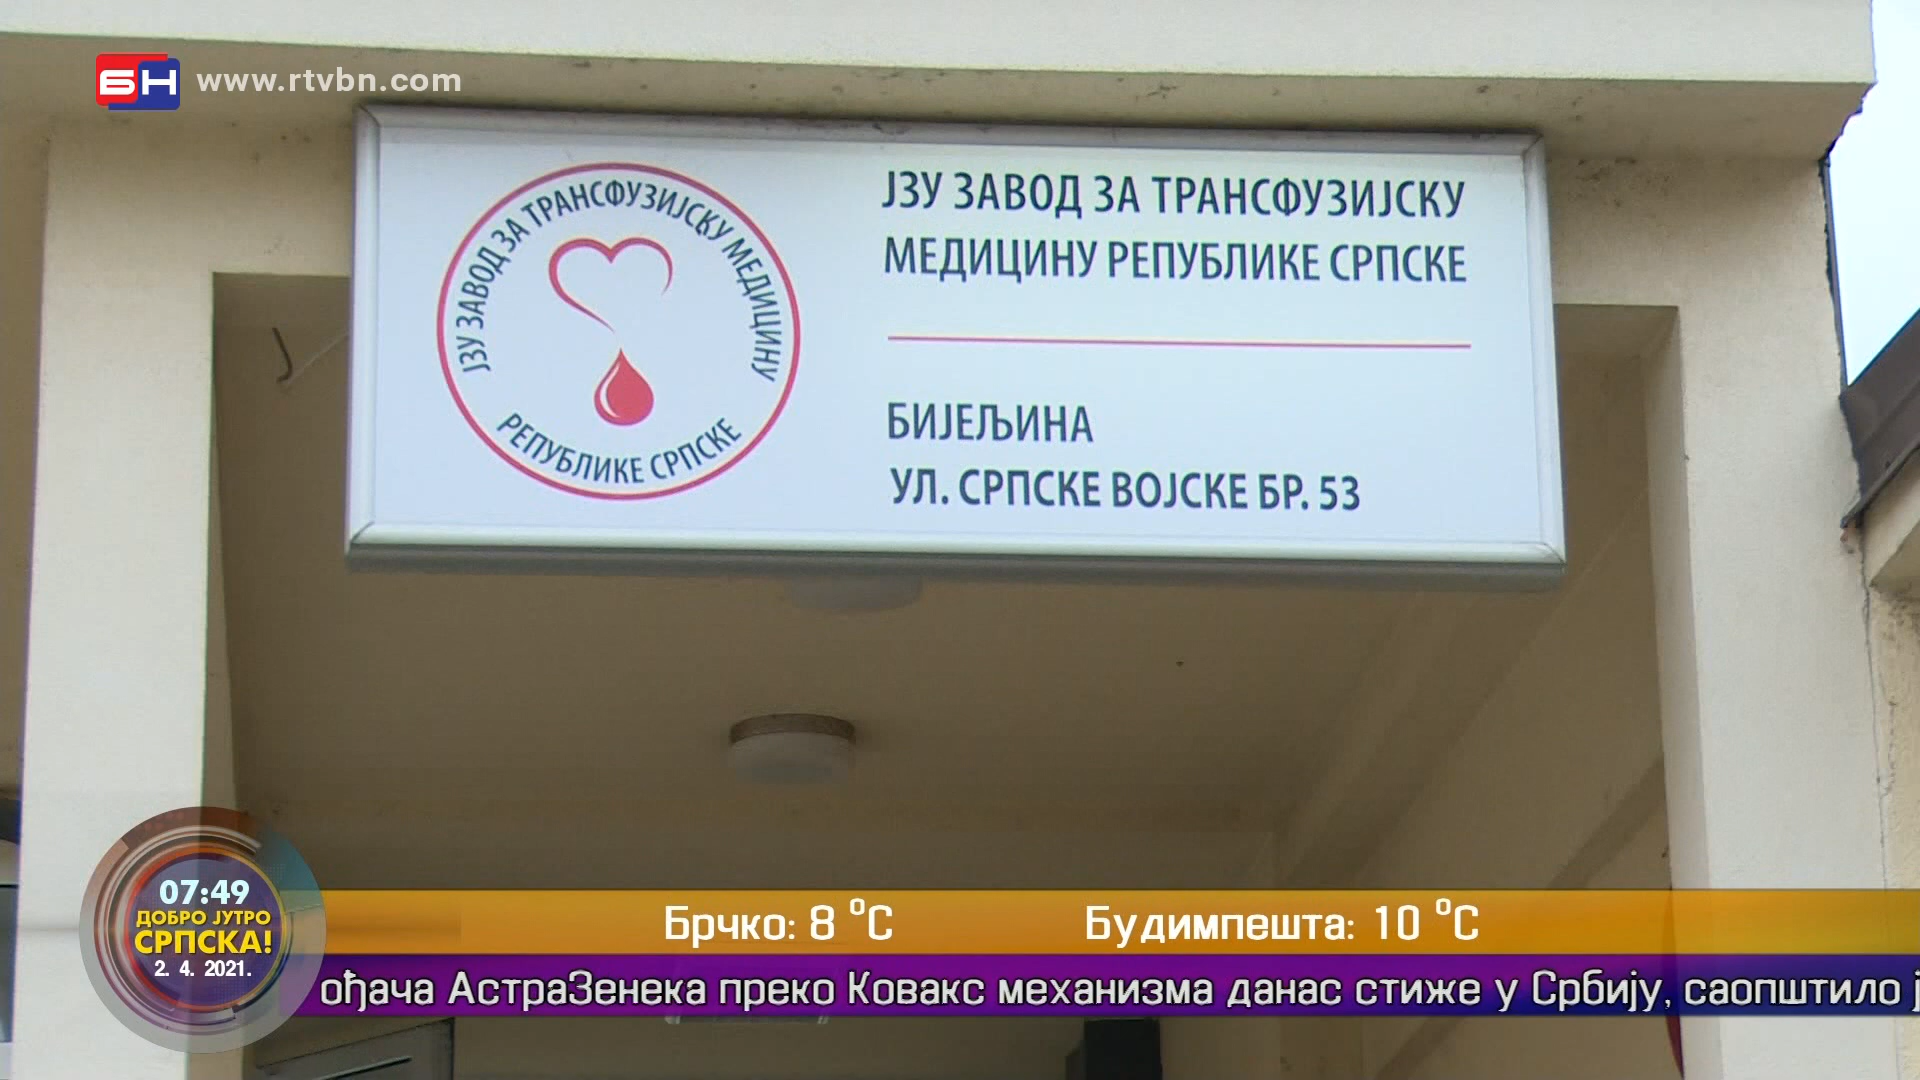 БН www.rtvbn.com
ЈЗУ ЗАВОД ЗА ТРАНСФУЗИЈСКУ МЕДИЦИНУ
РЕПУБЛИКЕ СРПСКЕ
ЈЗУ ЗАВОД ЗА ТРАНСФУЗИЈСКУ
МЕДИЦИНУ РЕПУБЛИКЕ СРПСКЕ
БИЈЕЉИНА
УЛ. СРПСКЕ ВОЈСКЕ БР. 53
07:49
ДОБРО ЈУТРО
СРПСКА!
2. 4. 2021.
Брчко: 8 °C Будимпешта: 10 °C
ођача АстраЗенека преко Ковакс механизма данас стиже у Србију, саопштило ј